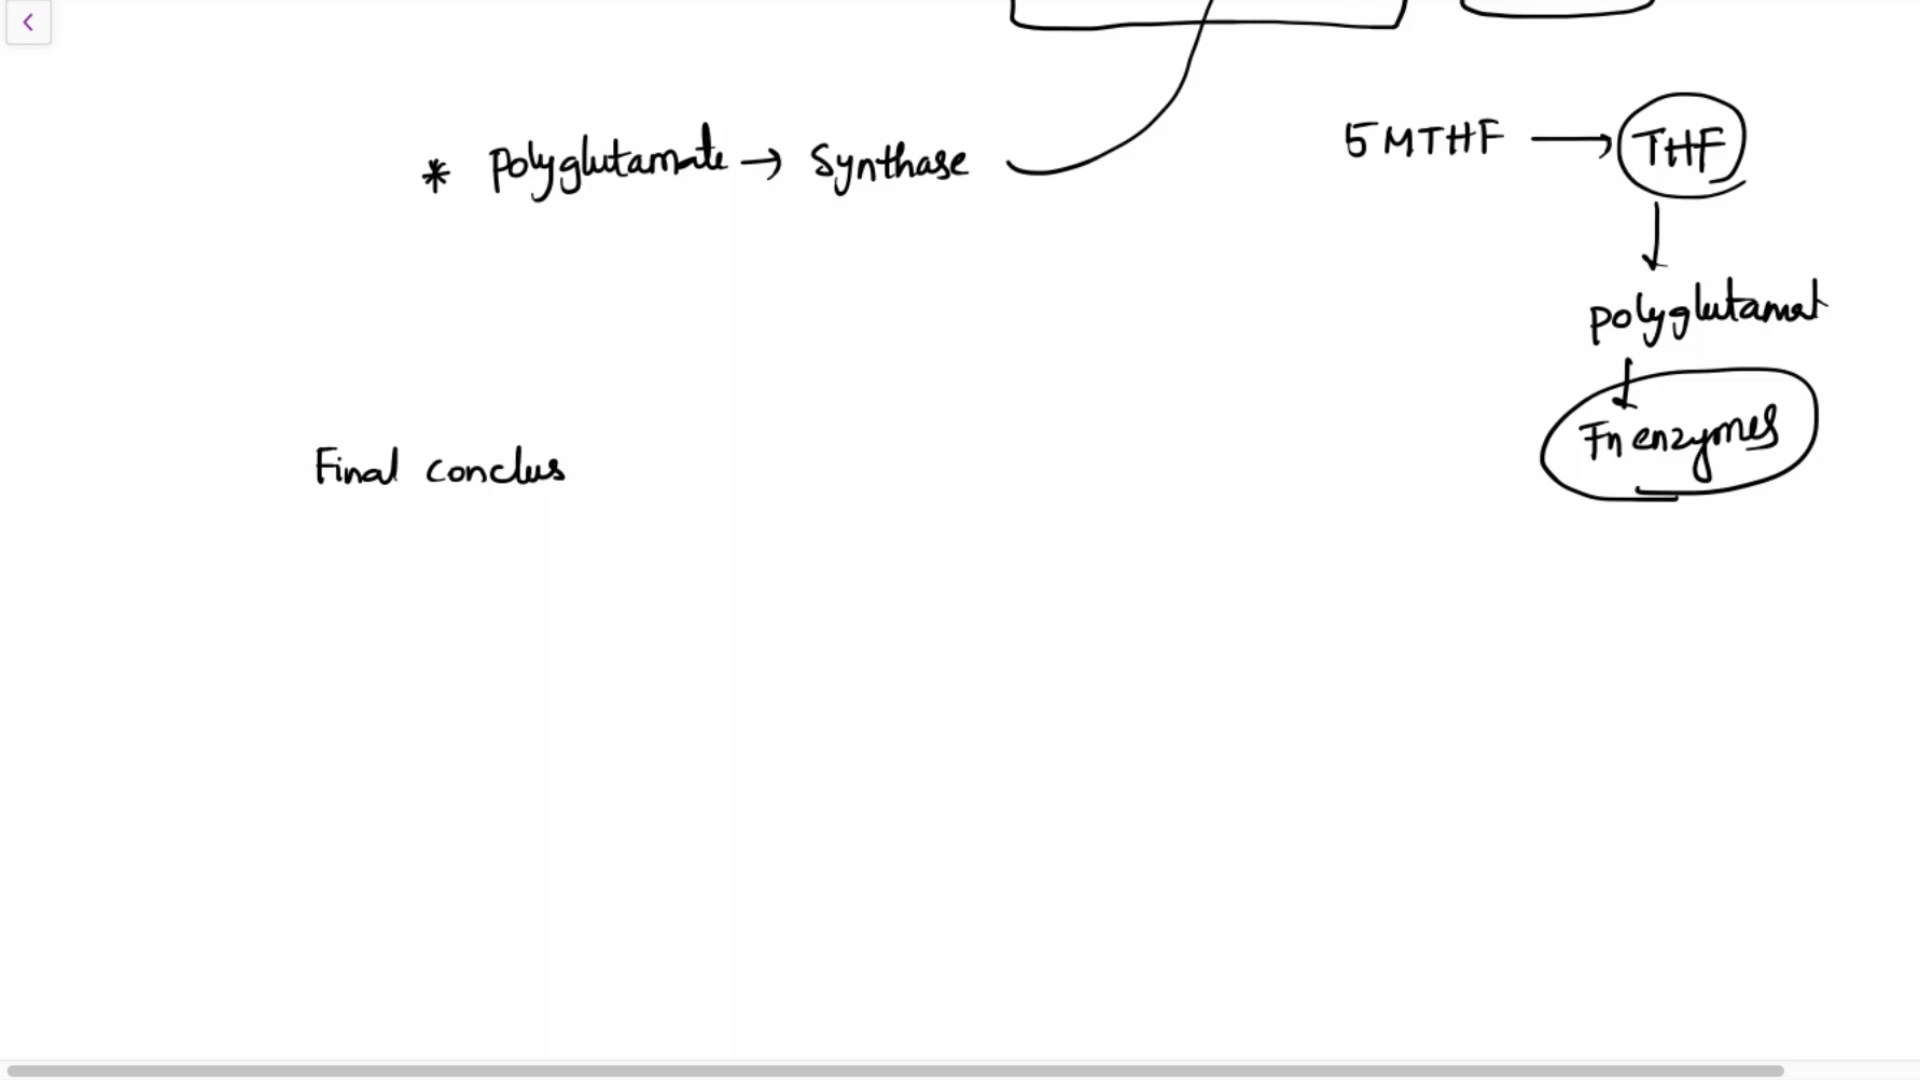 * Polyglutamate → Synthase
5 MTHF → THF
↓
polyglutamat
↓
Fn enzymes
Final conclus